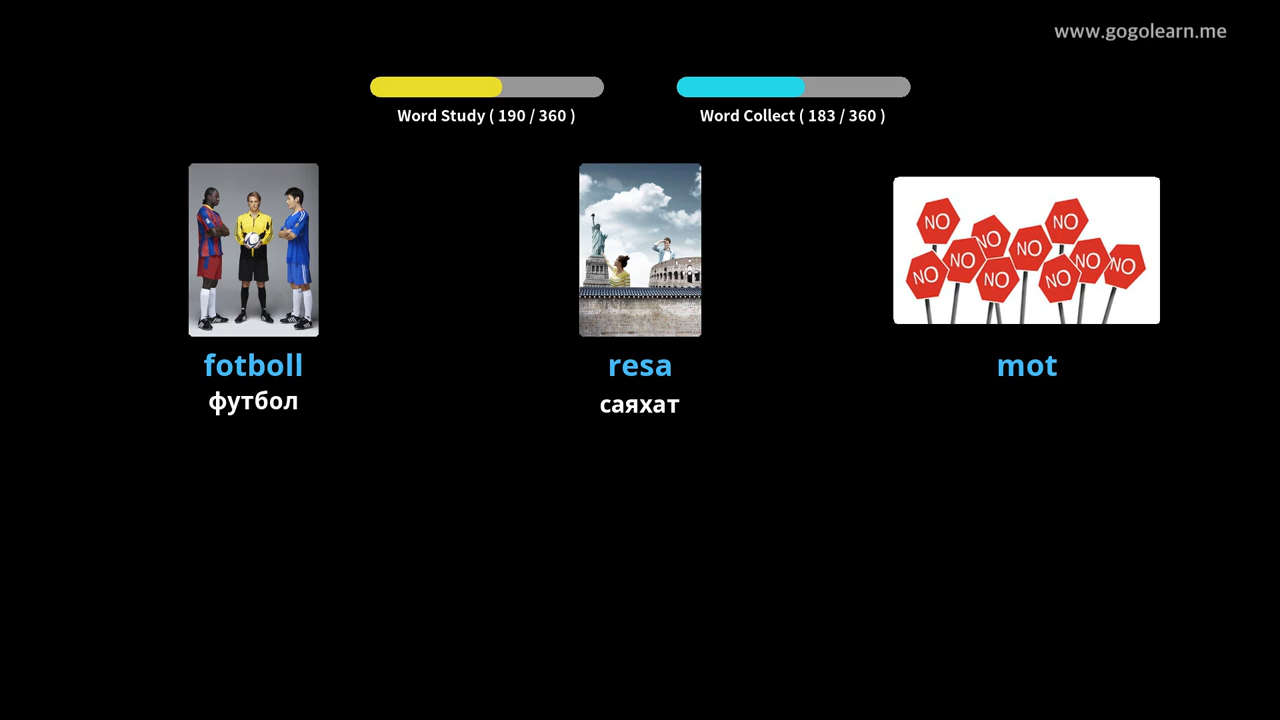 www.gogolearn.me
Word Study ( 190 / 360 )
Word Collect ( 183 / 360 )
NO
NO
NO
NO
NO
NO
NO
NO
NO
NO
fotboll
футбол
resa
саяхат
mot